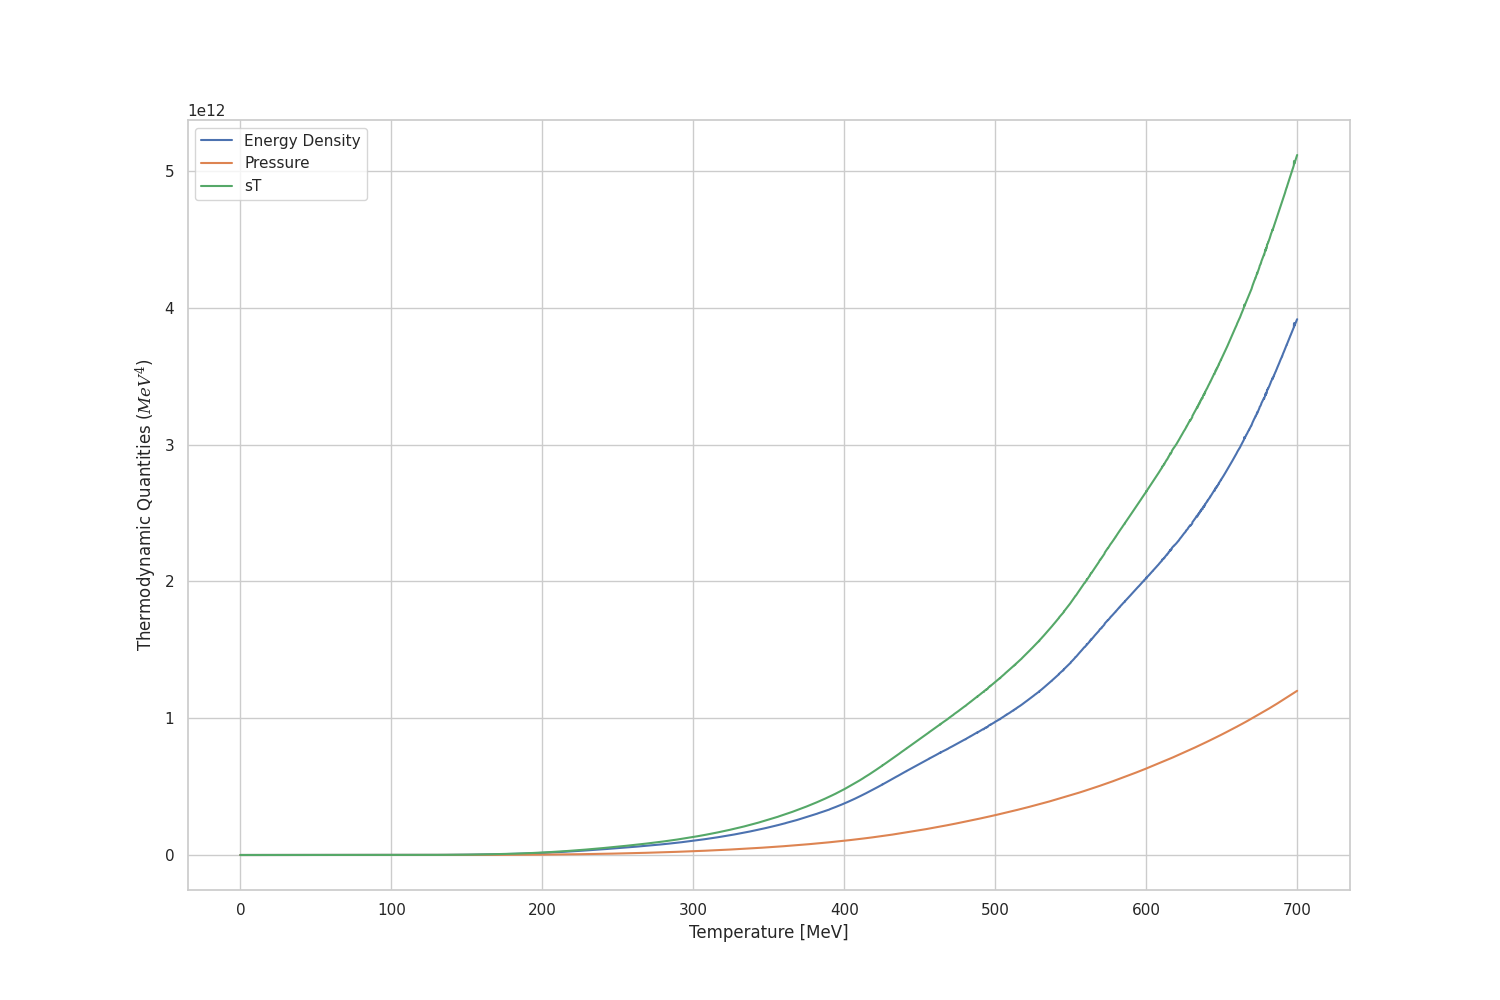 1e12
Energy Density
Pressure
sT
5
4
3
2
1
0
Thermodynamic Quantities (MeV⁴)
0 100 200 300 400 500 600 700
Temperature [MeV]